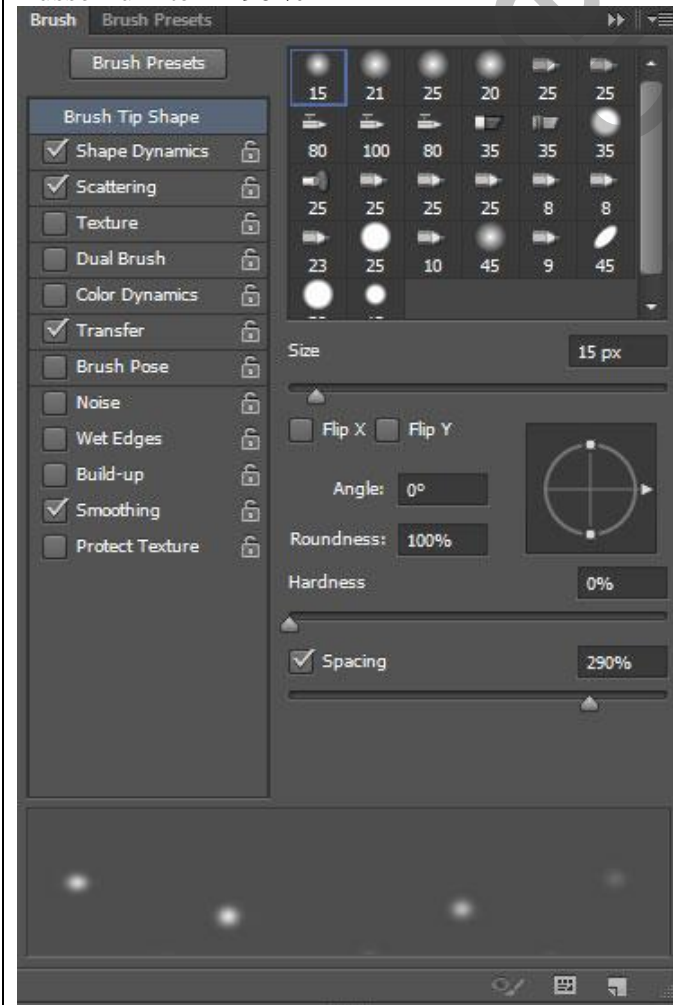 Brush Brush Presets
Brush Presets
Brush Tip Shape
Shape Dynamics
Scattering
Texture
Dual Brush
Color Dynamics
Transfer
Brush Pose
Noise
Wet Edges
Build-up
Smoothing
Protect Texture
15 21 25 20 25 25
80 100 80 35 35 35
25 25 25 25 8 8
23 25 10 45 9 45
Size 15 px
Flip X Flip Y
Angle: 0º
Roundness: 100%
Hardness 0%
Spacing 290%